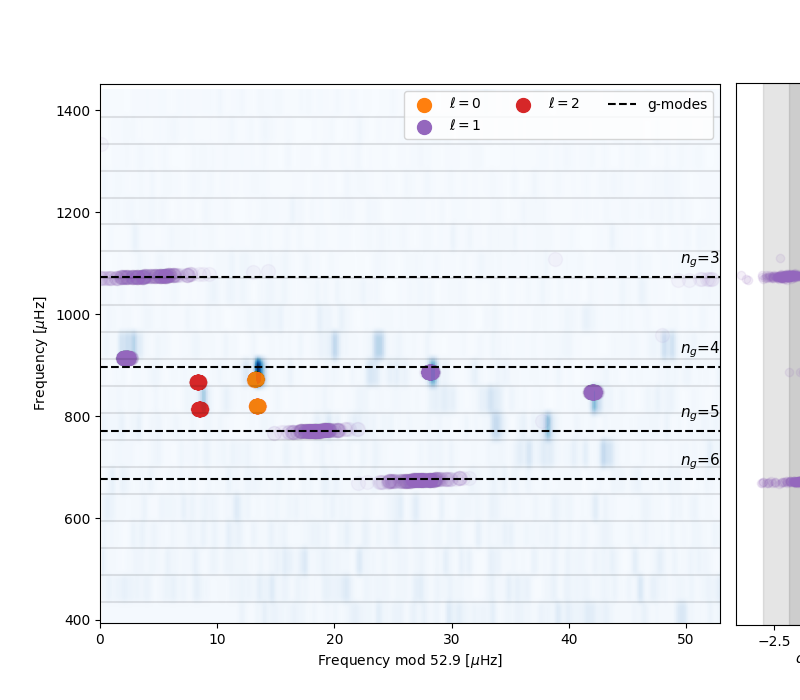 1400
1200
1000
800
600
400
Frequency [μHz]
ℓ = 0
ℓ = 2
g-modes
ℓ = 1
n_g=3
n_g=4
n_g=5
n_g=6
0 10 20 30 40 50
Frequency mod 52.9 [μHz]
−2.5